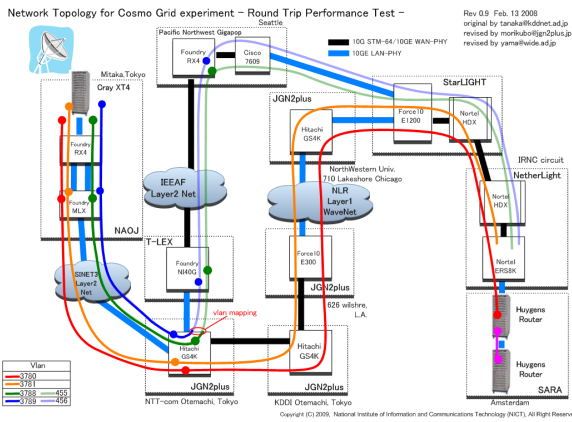 Network Topology for Cosmo Grid experiment - Round Trip Performance Test -
Rev 0.9 Feb. 13 2008
original by tanaka@kddnet.ad.jp
revised by morikubo@jgn2plus.jp
revised by yama@wide.ad.jp
Seattle
Pacific Northwest Gigapop
Foundry
RX4
Cisco
7609
10G STM-64/10GE WAN-PHY
10GE LAN-PHY
Mitaka,Tokyo
Cray XT4
Foundry
RX4
Foundry
MLX
NAOJ
StarLIGHT
Force10
E1200
Nortel
HDX
JGN2plus
Hitachi
GS4K
IRNC circuit
NetherLight
Nortel
HDX
NorthWestern Univ.
710 Lakeshore Chicago
IEEAF
Layer2 Net
NLR
Layer1
WaveNet
T-LEX
Foundry
NI40G
Force10
E300
JGN2plus
626 wilshre,
L.A.
Nortel
ERS8K
SINET3
Layer2
Net
vlan mapping
Hitachi
GS4K
JGN2plus
NTT-com Otemachi, Tokyo
Hitachi
GS4K
JGN2plus
KDDI Otemachi, Tokyo
Huygens
Router
Huygens
Router
SARA
Amsterdam
Vlan
3780
3781
3788 455
3789 456
Copyright (C) 2009, National Institute of Information and Communications Technology (NICT), All Right Reserve